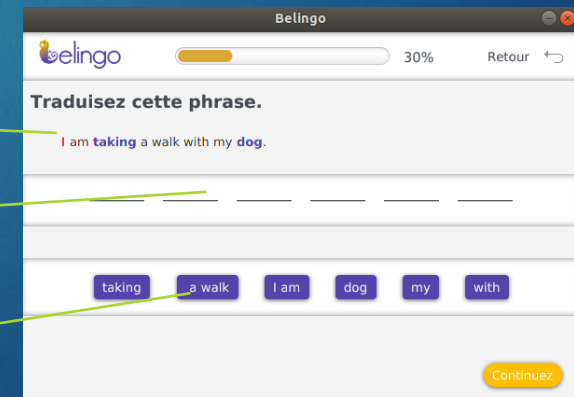 Belingo
Belingo 30% Retour
Traduisez cette phrase.
I am taking a walk with my dog.
taking a walk I am dog my with
Continuez